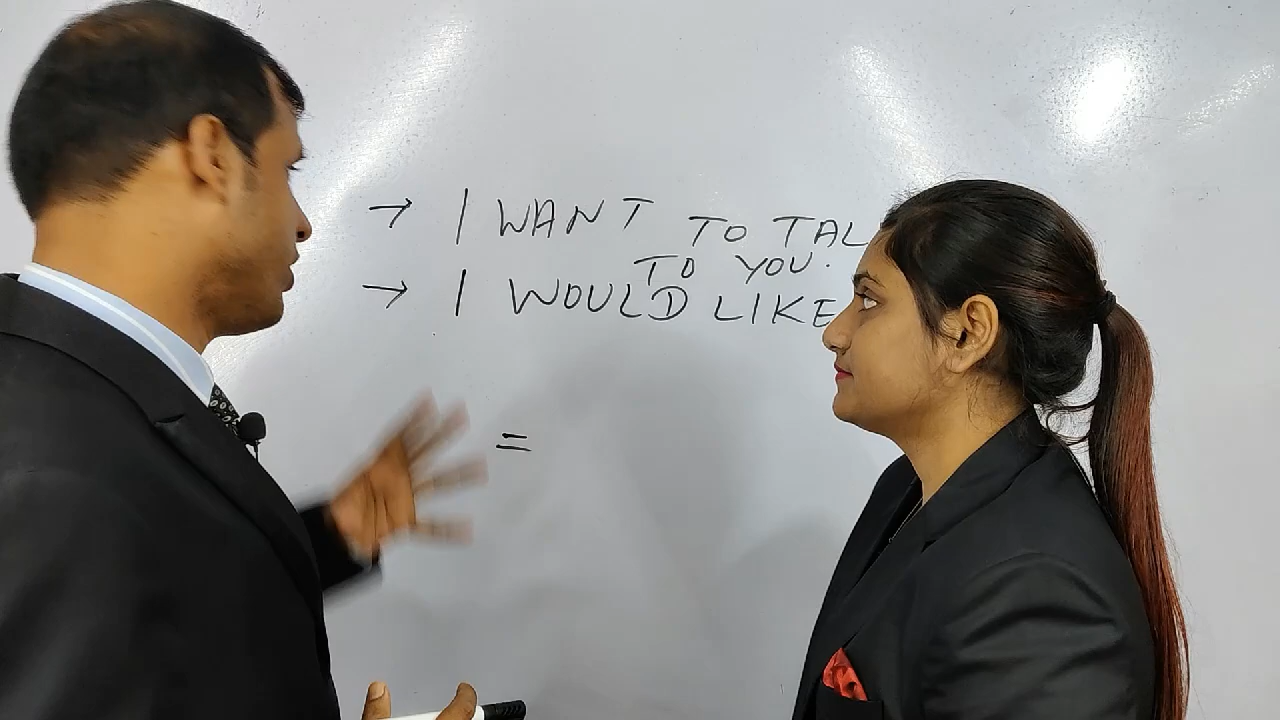 → I WANT TO TAL
TO YOU.
→ I WOULD LIKE
=